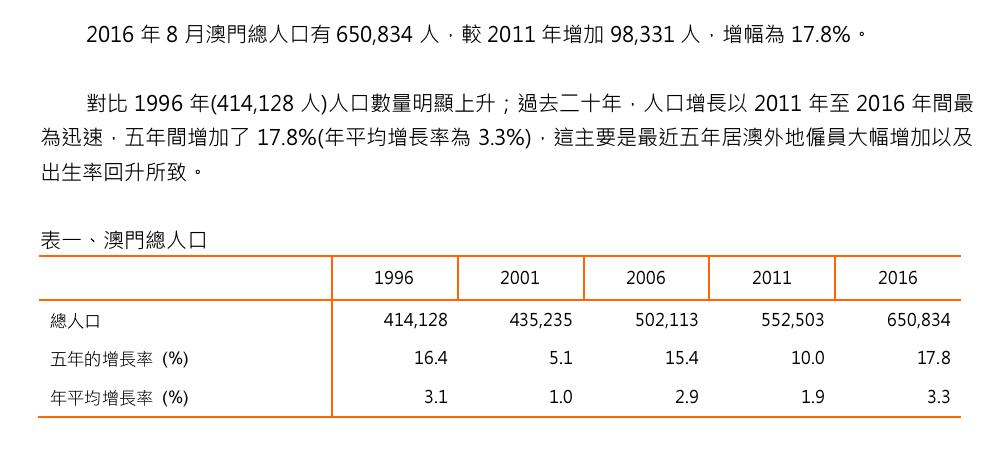 2016 年 8 月澳門總人口有 650,834 人，較 2011 年增加 98,331 人，增幅為 17.8%。
對比 1996 年(414,128 人)人口數量明顯上升；過去二十年，人口增長以 2011 年至 2016 年間最
為迅速，五年間增加了 17.8%(年平均增長率為 3.3%)，這主要是最近五年居澳外地僱員大幅增加以及
出生率回升所致。
表一、澳門總人口
1996 2001 2006 2011 2016
總人口 414,128 435,235 502,113 552,503 650,834
五年的增長率 (%) 16.4 5.1 15.4 10.0 17.8
年平均增長率 (%) 3.1 1.0 2.9 1.9 3.3